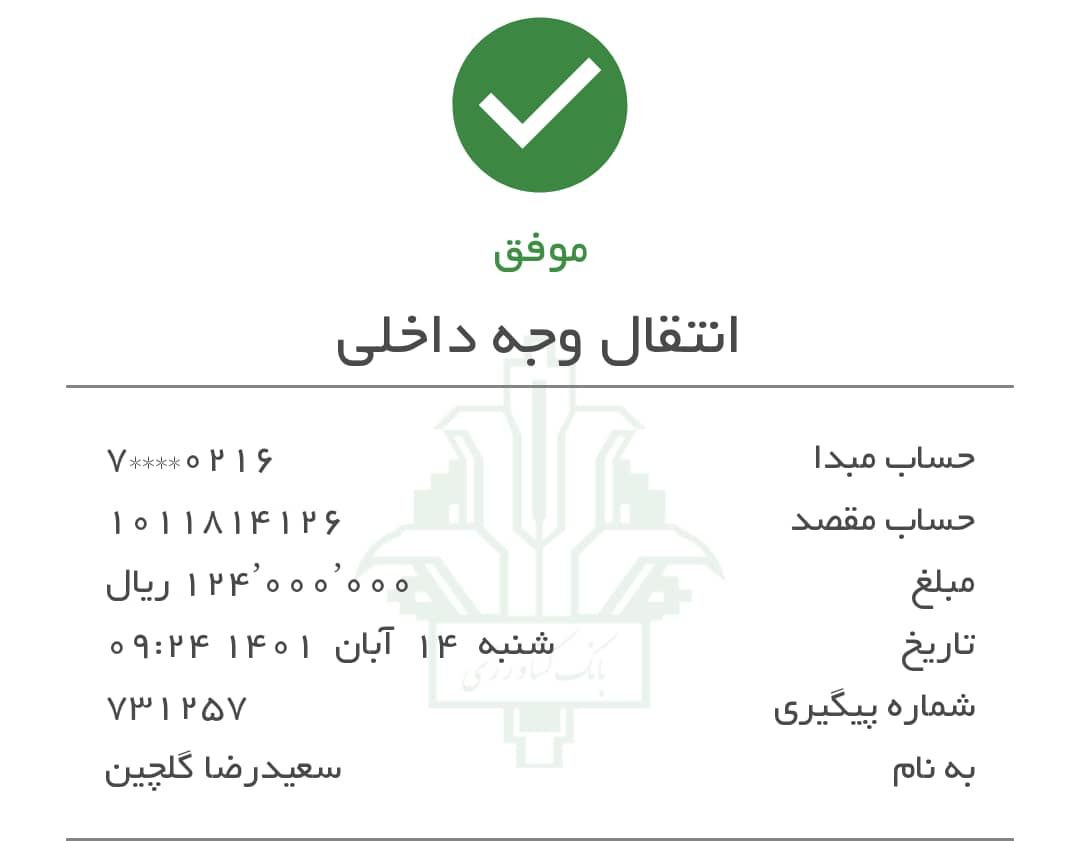 موفق
انتقال وجه داخلی
حساب مبدا ۷****۰۲۱۶
حساب مقصد ۱۰۱۱۸۱۴۱۲۶
مبلغ ۱۲۴٬۰۰۰٬۰۰۰ ریال
تاریخ شنبه ۱۴ آبان ۱۴۰۱ ۰۹:۲۴
شماره پیگیری ۷۳۱۲۵۷
به نام سعیدرضا گلچین
بانک کشاورزی